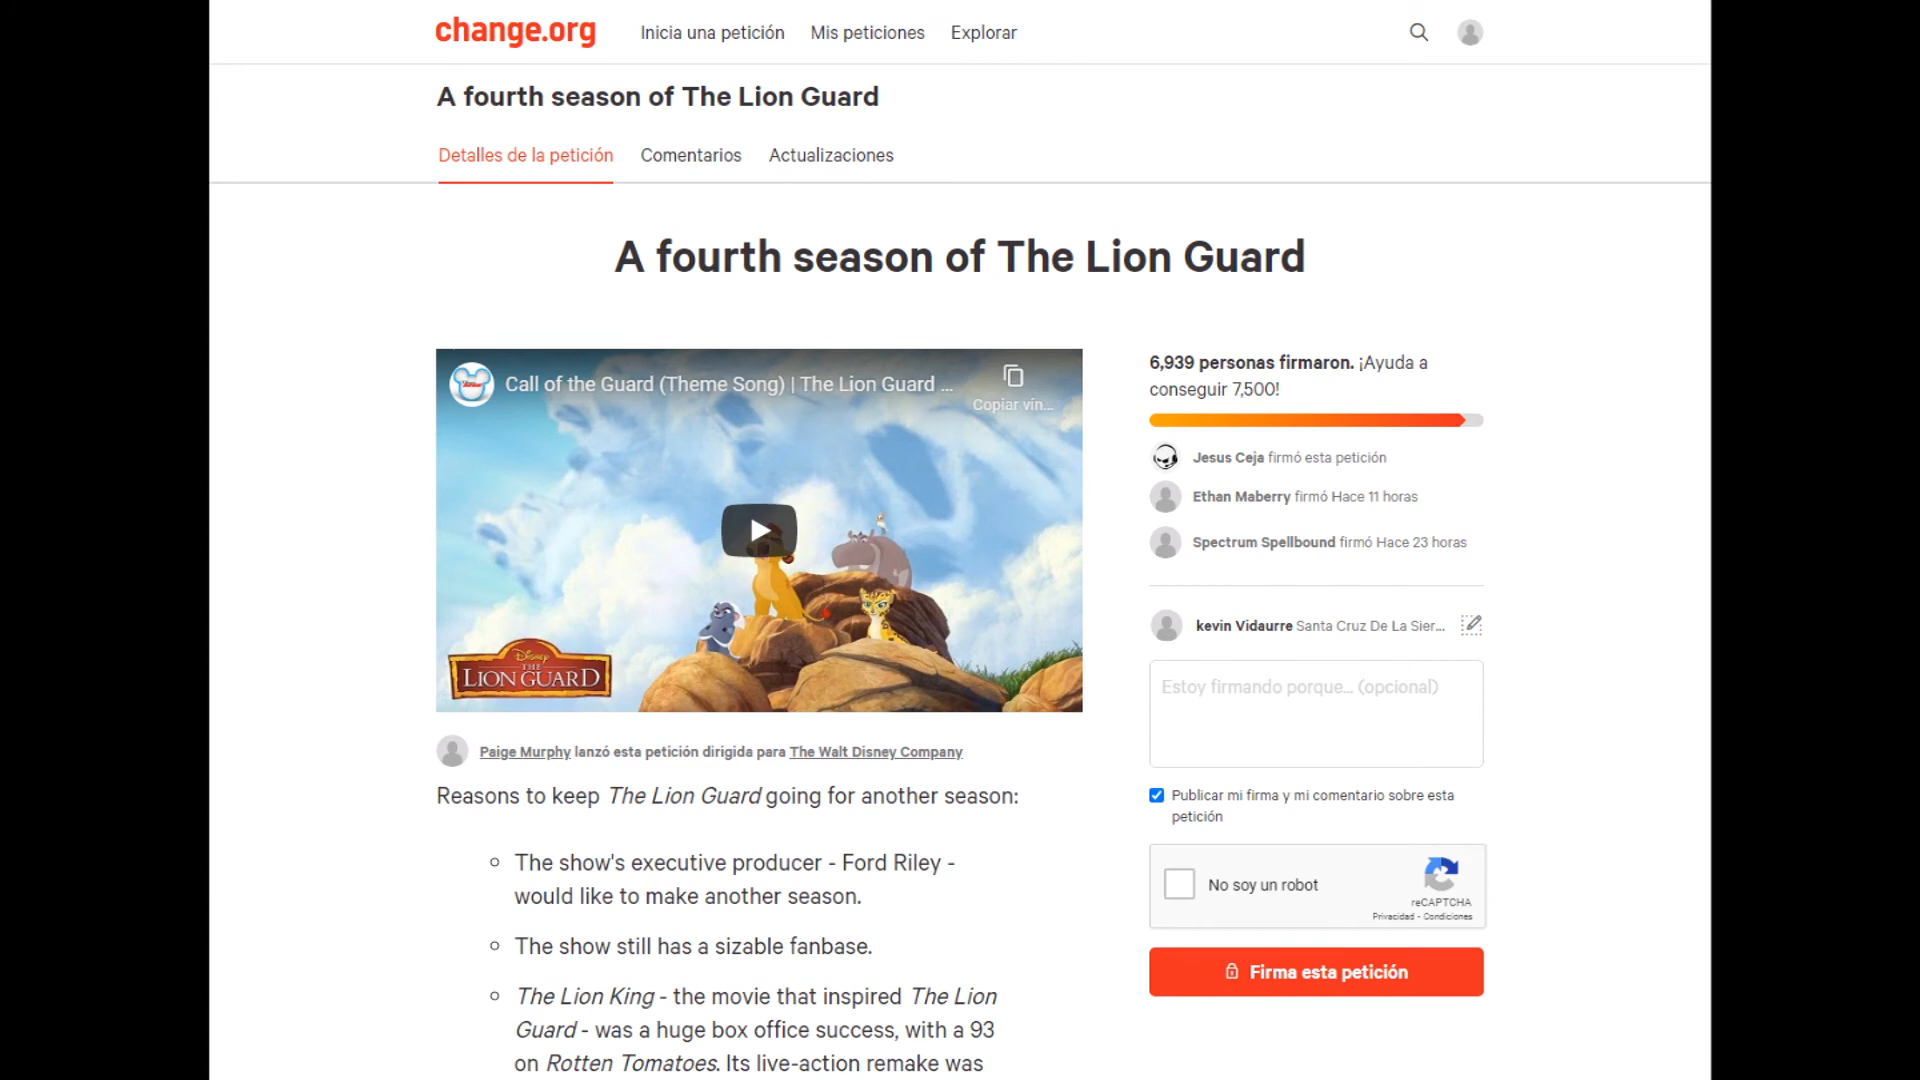 change.org
Inicia una petición
Mis peticiones
Explorar
A fourth season of The Lion Guard
Detalles de la petición
Comentarios
Actualizaciones
A fourth season of The Lion Guard
Call of the Guard (Theme Song) | The Lion Guard ...
Copiar vín...
Disney
THE
LION GUARD
Paige Murphy lanzó esta petición dirigida para The Walt Disney Company
Reasons to keep The Lion Guard going for another season:
The show's executive producer - Ford Riley -
would like to make another season.
The show still has a sizable fanbase.
The Lion King - the movie that inspired The Lion
Guard - was a huge box office success, with a 93
on Rotten Tomatoes. Its live-action remake was
6,939 personas firmaron. ¡Ayuda a
conseguir 7,500!
Jesus Ceja firmó esta petición
Ethan Maberry firmó Hace 11 horas
Spectrum Spellbound firmó Hace 23 horas
kevin Vidaurre Santa Cruz De La Sier...
Estoy firmando porque... (opcional)
Publicar mi firma y mi comentario sobre esta
petición
No soy un robot
reCAPTCHA
Privacidad - Condiciones
Firma esta petición